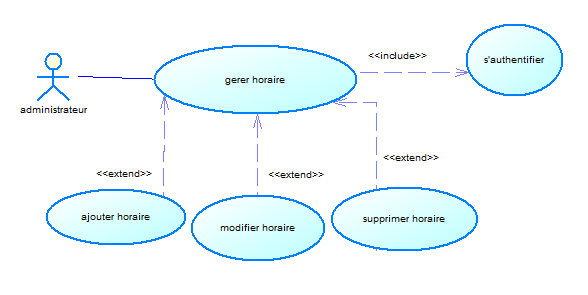 <<include>>
s'authentifier
gerer horaire
administrateur
<<extend>>
<<extend>>
<<extend>>
ajouter horaire
modifier horaire
supprimer horaire